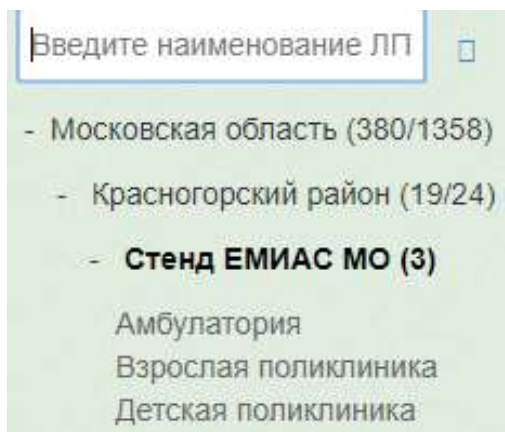 Введите наименование ЛП
- Московская область (380/1358)
- Красногорский район (19/24)
- Стенд ЕМИАС МО (3)
Амбулатория
Взрослая поликлиника
Детская поликлиника